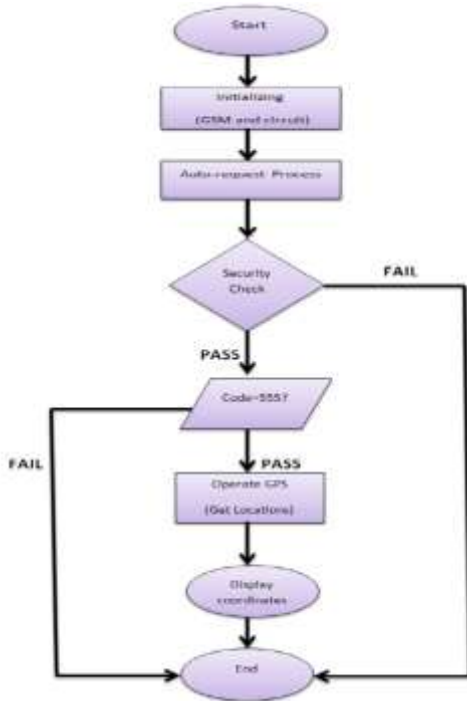 Start
Initializing
(GSM and circuit)
Auto-request Process
Security
Check
FAIL
PASS
Code=555?
FAIL
PASS
Operate GPS
(Get Locations)
Display
coordinates
End